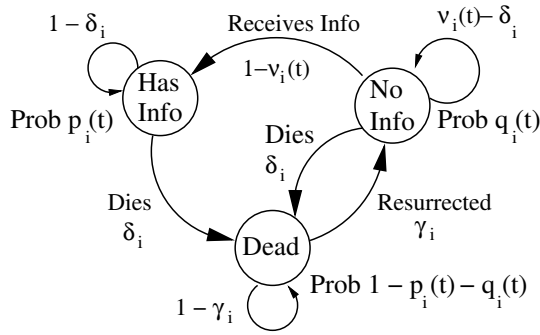 1 − δ_i
Receives Info
ν_i(t) − δ_i
Has
Info
1−ν_i(t)
No
Info
Prob p_i(t)
Prob q_i(t)
Dies
δ_i
Dies
δ_i
Resurrected
γ_i
Dead
Prob 1 − p_i(t) − q_i(t)
1 − γ_i